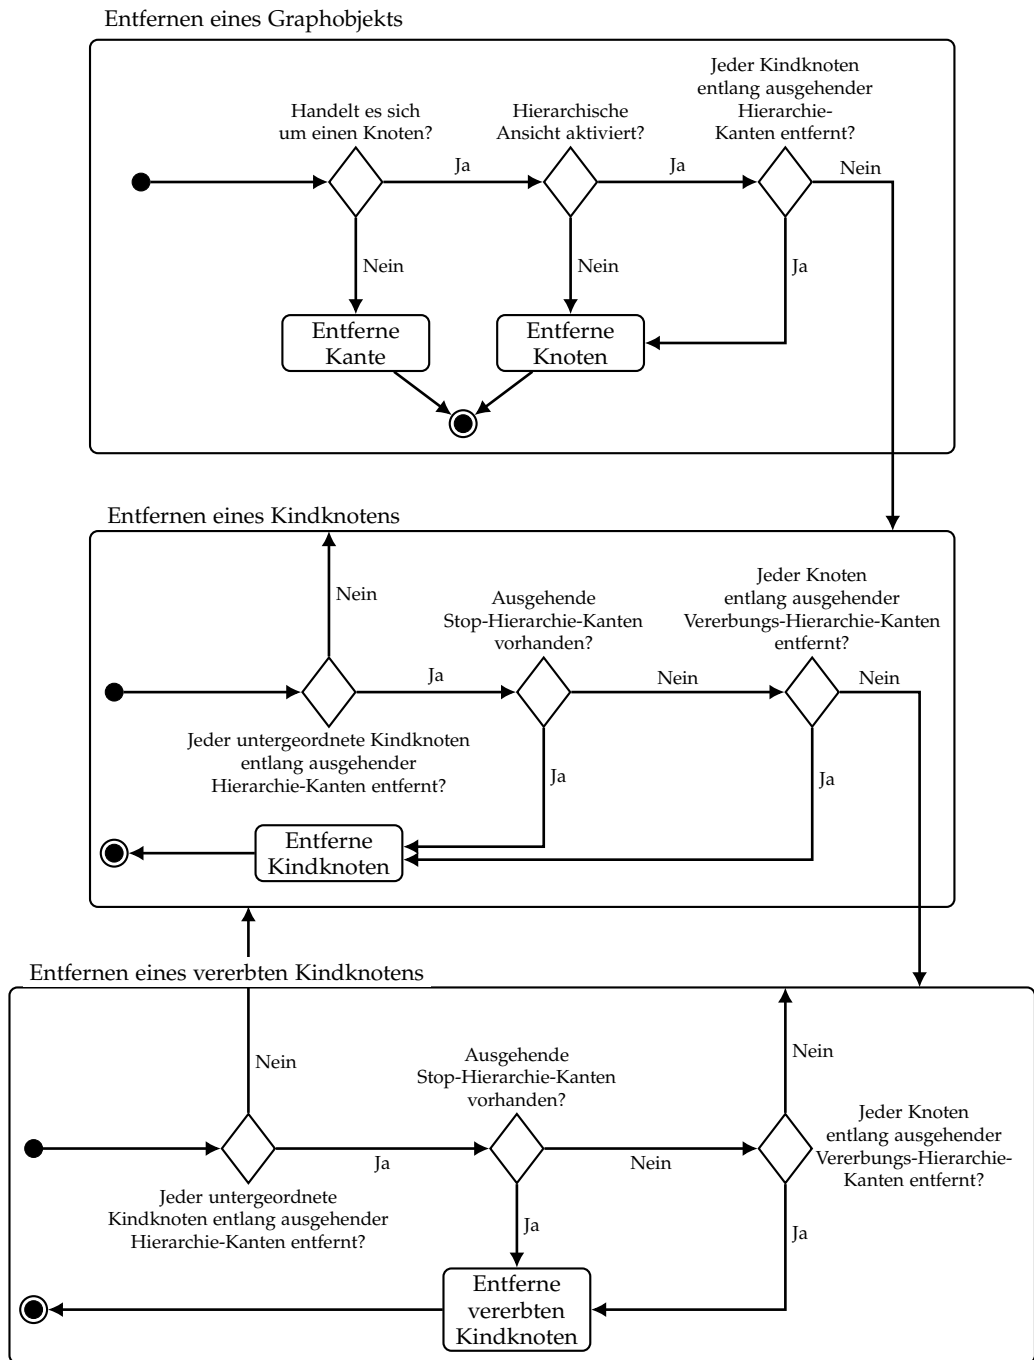 Entfernen eines Graphobjekts
Handelt es sich
um einen Knoten?
Hierarchische
Ansicht aktiviert?
Jeder Kindknoten
entlang ausgehender
Hierarchie-
Kanten entfernt?
Ja
Ja
Nein
Nein
Nein
Ja
Entferne
Kante
Entferne
Knoten
Entfernen eines Kindknotens
Nein
Ausgehende
Stop-Hierarchie-Kanten
vorhanden?
Jeder Knoten
entlang ausgehender
Vererbungs-Hierarchie-Kanten
entfernt?
Ja
Nein
Nein
Jeder untergeordnete Kindknoten
entlang ausgehender
Hierarchie-Kanten entfernt?
Ja
Ja
Entferne
Kindknoten
Entfernen eines vererbten Kindknotens
Nein
Ausgehende
Stop-Hierarchie-Kanten
vorhanden?
Nein
Jeder Knoten
entlang ausgehender
Vererbungs-Hierarchie-
Kanten entfernt?
Ja
Nein
Jeder untergeordnete
Kindknoten entlang ausgehender
Hierarchie-Kanten entfernt?
Ja
Ja
Entferne
vererbten
Kindknoten